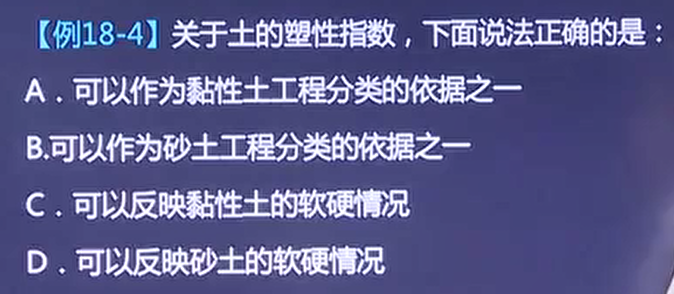 【例18-4】关于土的塑性指数，下面说法正确的是：
A．可以作为黏性土工程分类的依据之一
B.可以作为砂土工程分类的依据之一
C．可以反映黏性土的软硬情况
D．可以反映砂土的软硬情况